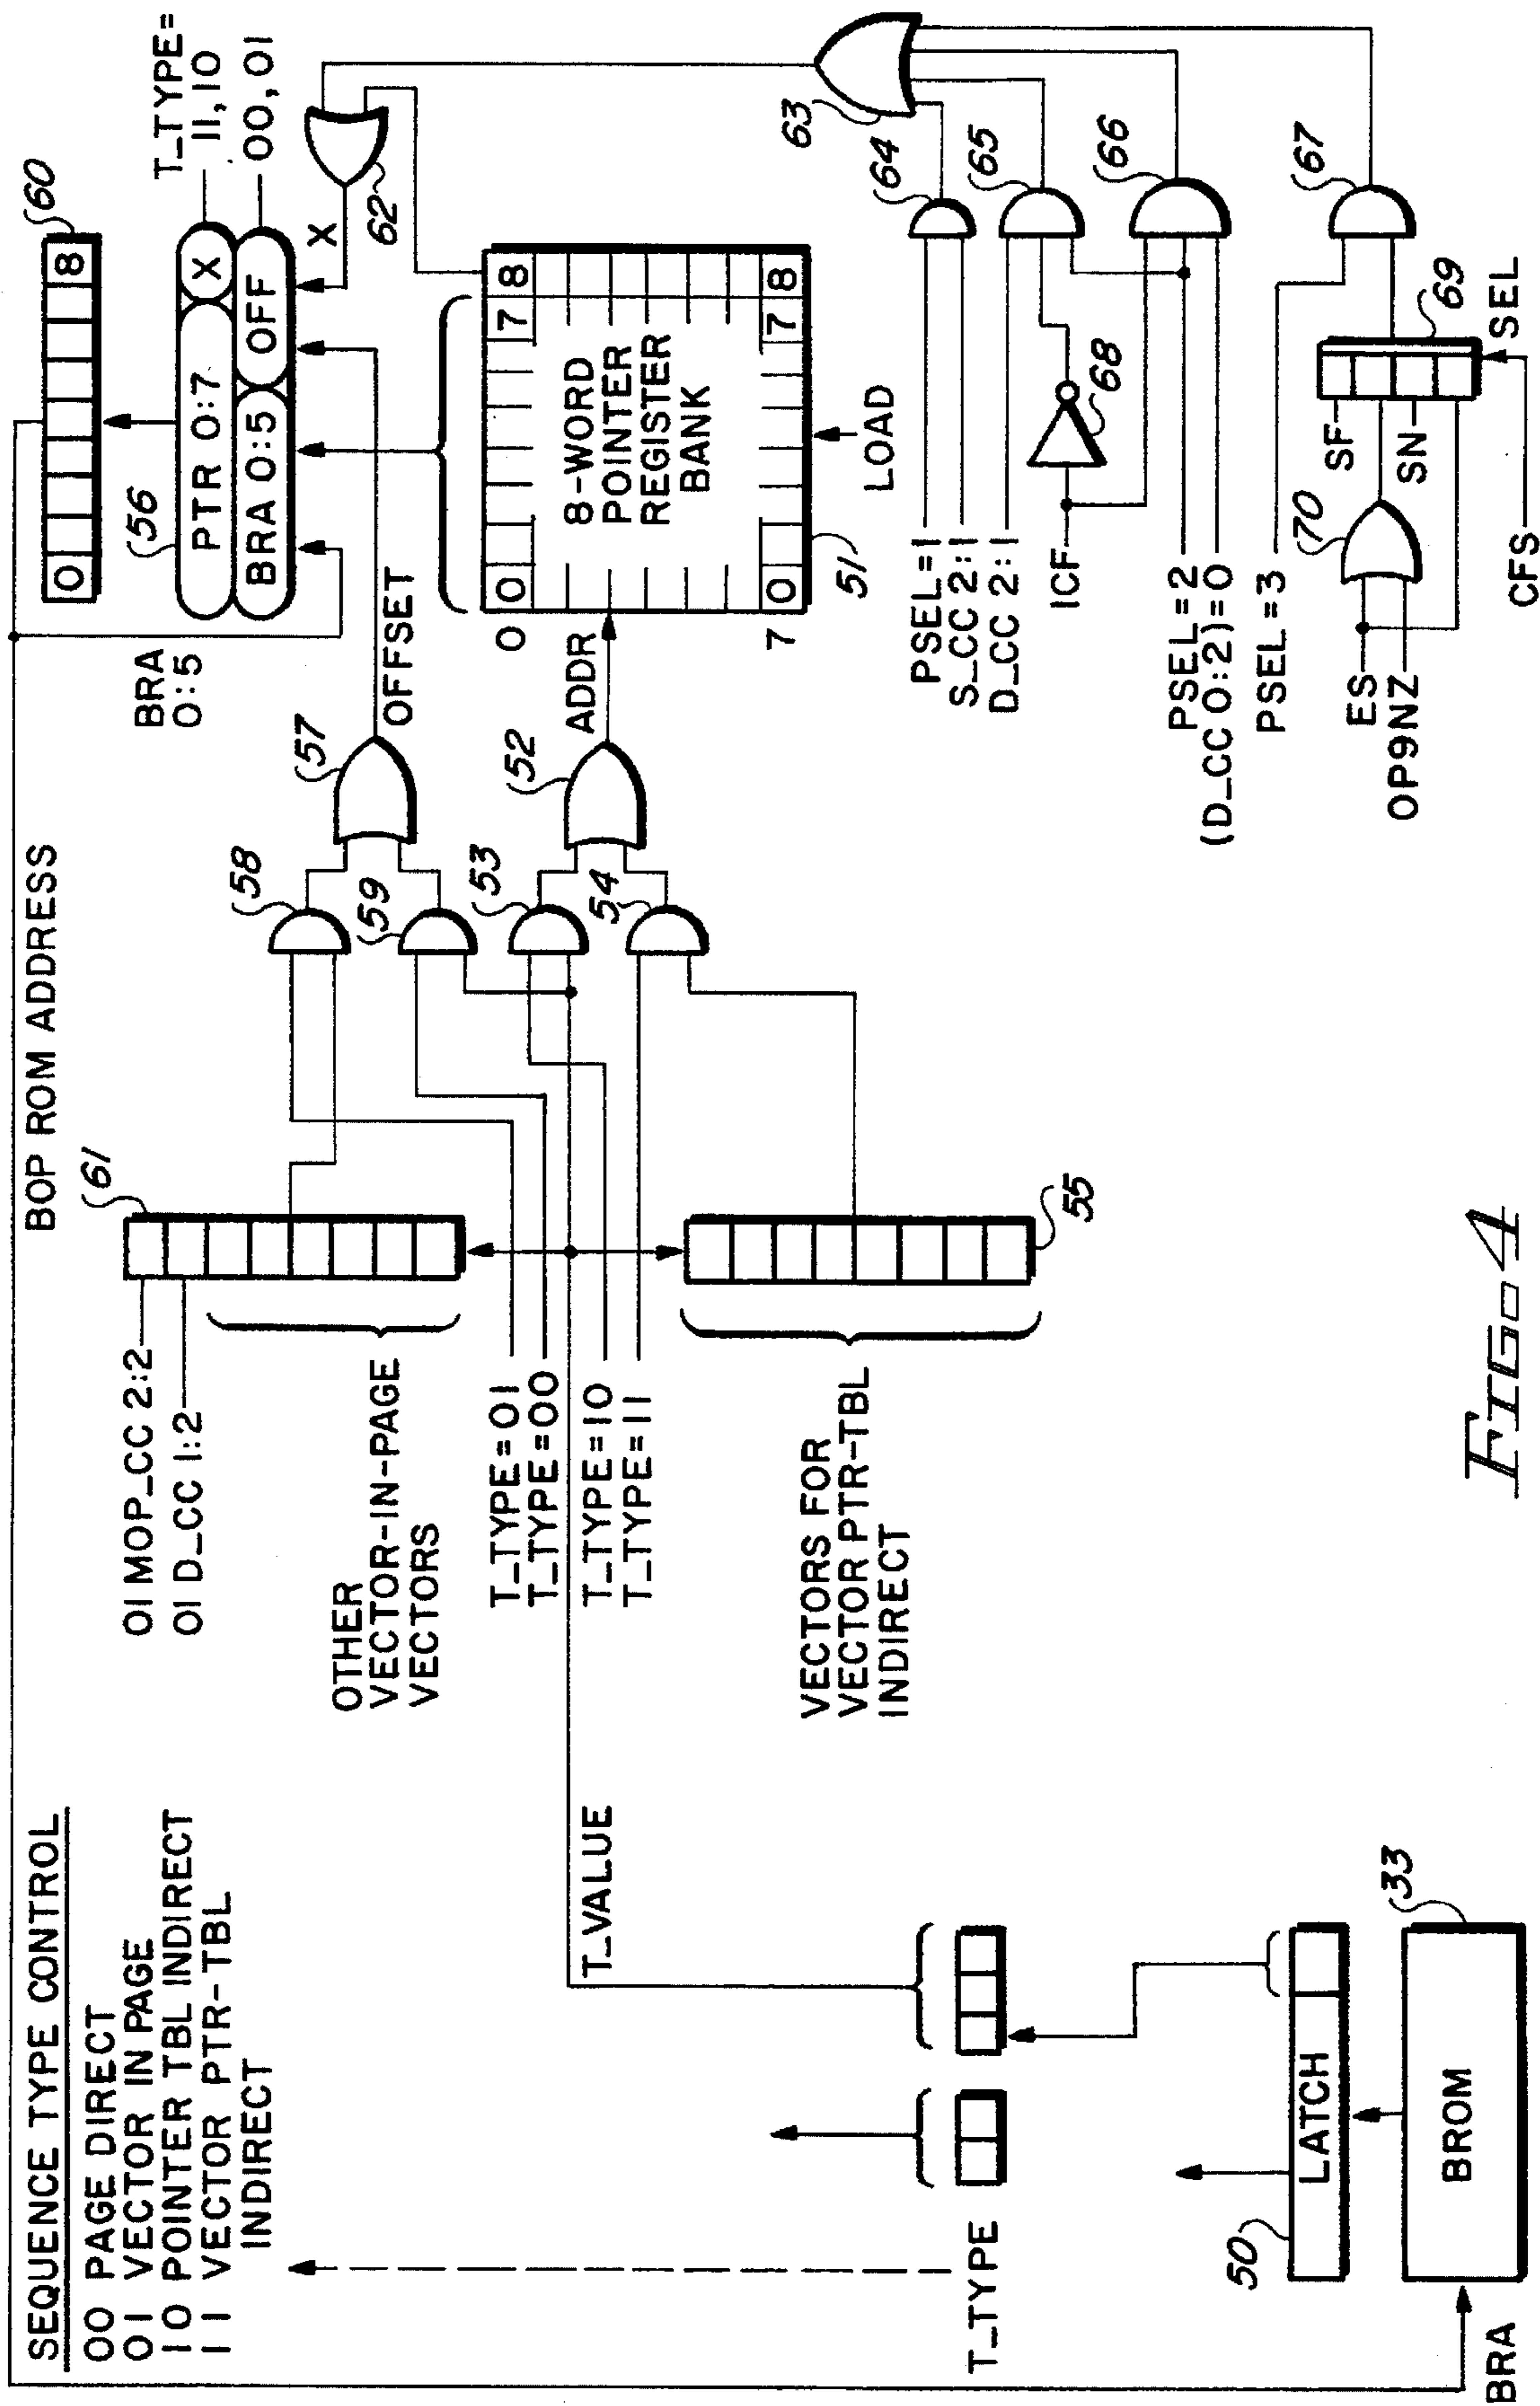 SEQUENCE TYPE CONTROL
00 PAGE DIRECT
01 VECTOR IN PAGE
10 POINTER TBL INDIRECT
11 VECTOR PTR-TBL
INDIRECT
BOP ROM ADDRESS
T_TYPE
T_VALUE
50
LATCH
BROM
33
BRA
01 MOP_CC 2:2
01 D_CC 1:2
61
OTHER
VECTOR-IN-PAGE
VECTORS
T_TYPE=01
T_TYPE=00
T_TYPE=10
T_TYPE=11
VECTORS FOR
VECTOR PTR-TBL
INDIRECT
55
58
59
53
54
57
52
OFFSET
ADDR
BRA
0:5
0
8
60
56
PTR 0:7
X
BRA 0:5
OFF
T_TYPE=
11,10
00,01
X
62
0
0
7
8
8-WORD
POINTER
REGISTER
BANK
7
0
7
8
51
LOAD
63
PSEL=1
S_CC 2:1
D_CC 2:1
64
65
ICF
68
66
PSEL=2
(D_CC 0:2)=0
PSEL=3
67
ES
OP9NZ
70
SF
SN
69
CFS
SEL
FIG. 4